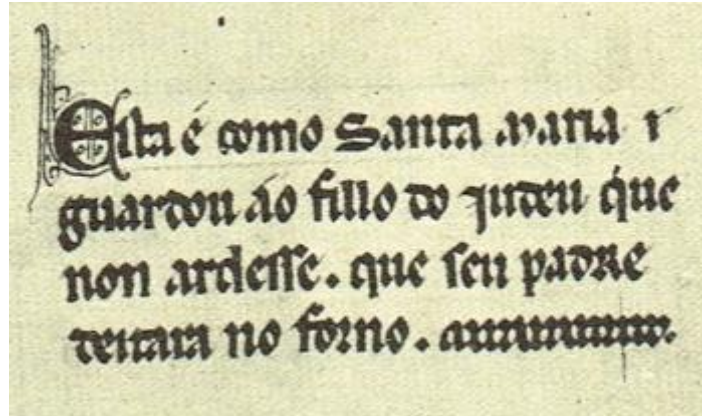 Esta é como Santa Maria
guardou ao fillo do judeu que
non ardesse. que seu padre
deitara no forno.